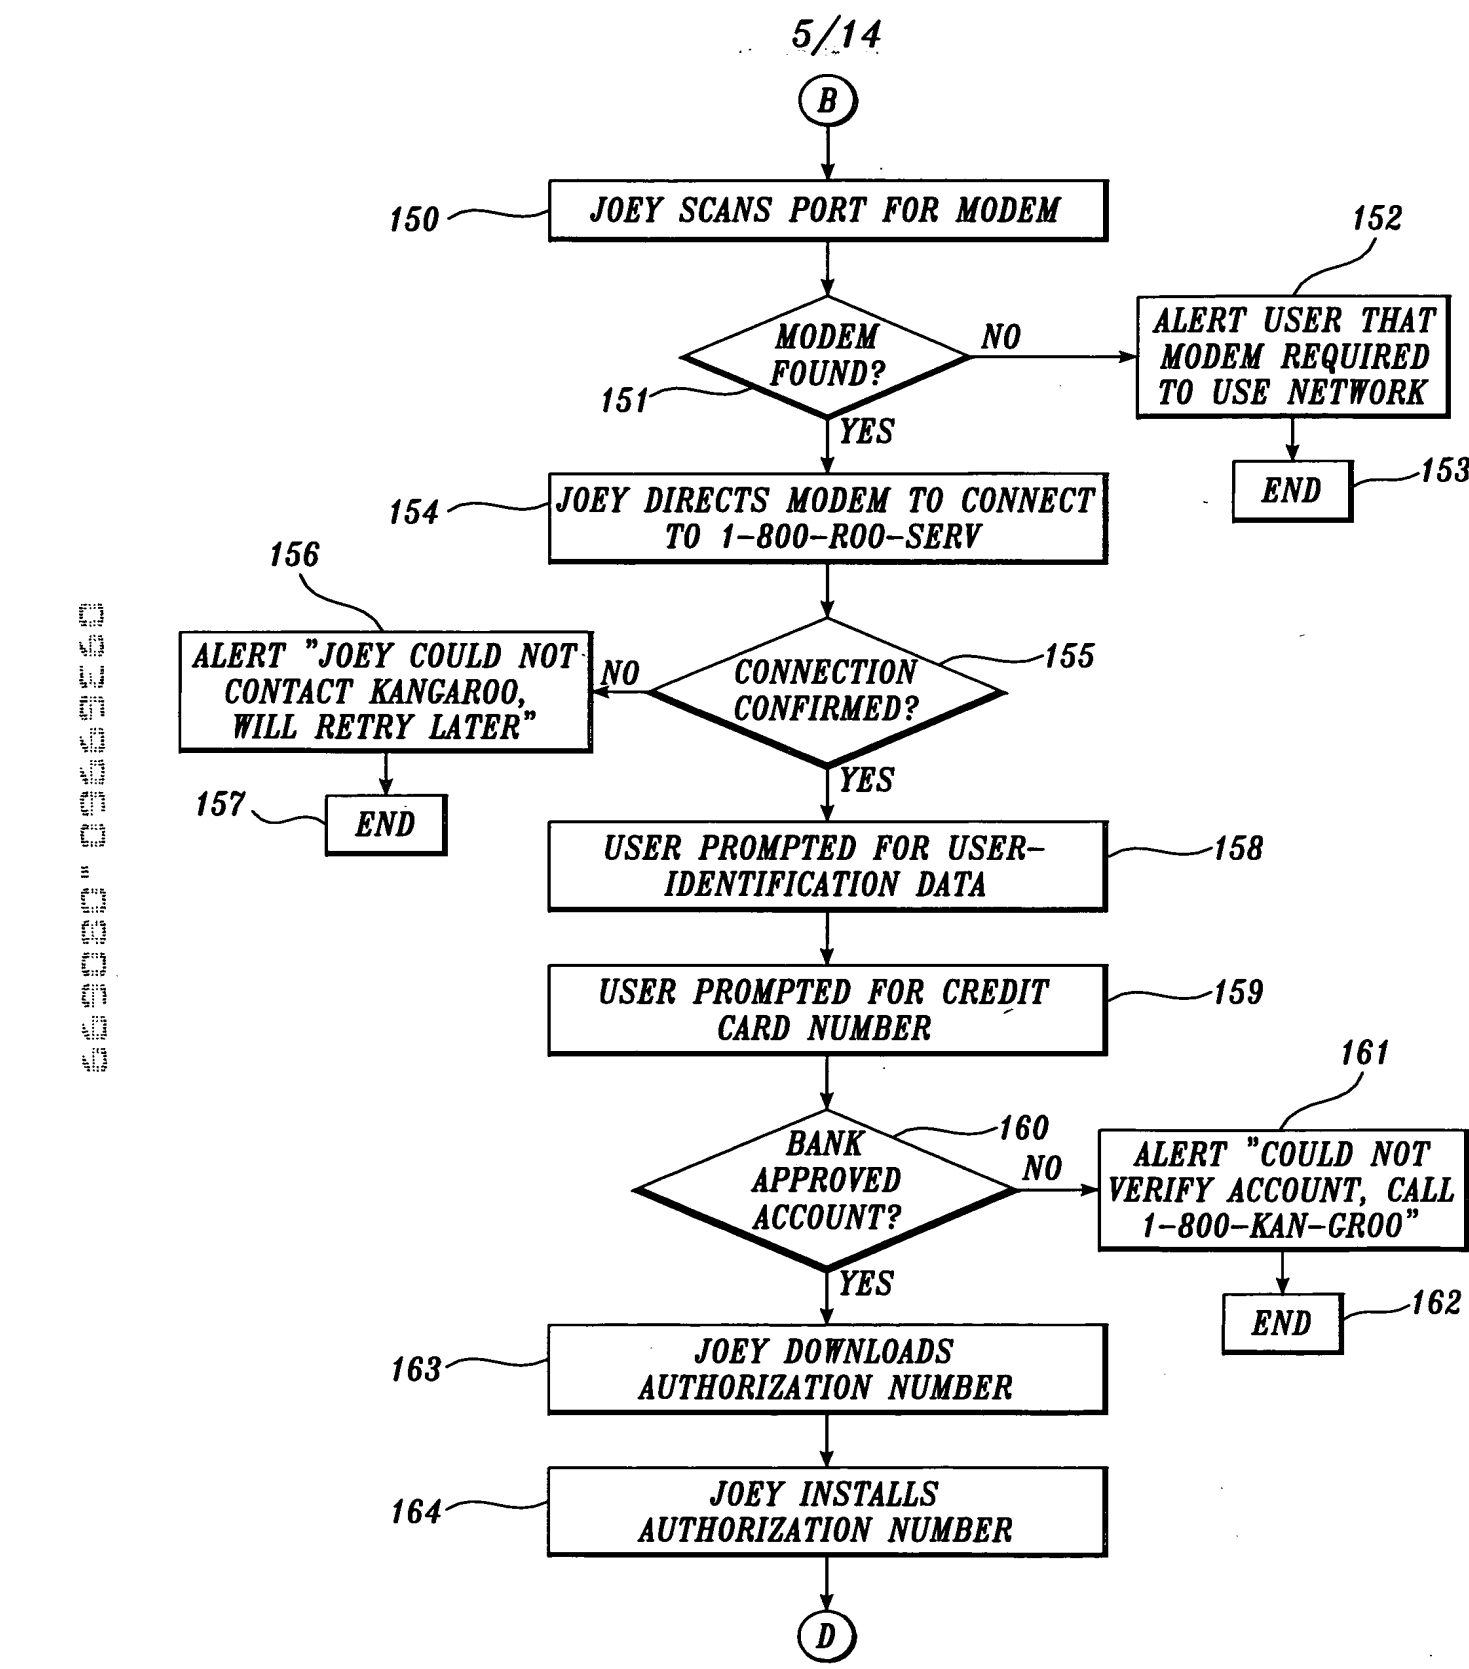 5/14
B
150
JOEY SCANS PORT FOR MODEM
152
MODEM
FOUND?
151
NO
ALERT USER THAT
MODEM REQUIRED
TO USE NETWORK
YES
END
153
154
JOEY DIRECTS MODEM TO CONNECT
TO 1-800-ROO-SERV
156
ALERT "JOEY COULD NOT
CONTACT KANGAROO,
WILL RETRY LATER"
NO
CONNECTION
CONFIRMED?
155
157
END
YES
USER PROMPTED FOR USER-
IDENTIFICATION DATA
158
USER PROMPTED FOR CREDIT
CARD NUMBER
159
BANK
APPROVED
ACCOUNT?
160
161
NO
ALERT "COULD NOT
VERIFY ACCOUNT, CALL
1-800-KAN-GROO"
YES
END
162
163
JOEY DOWNLOADS
AUTHORIZATION NUMBER
164
JOEY INSTALLS
AUTHORIZATION NUMBER
D